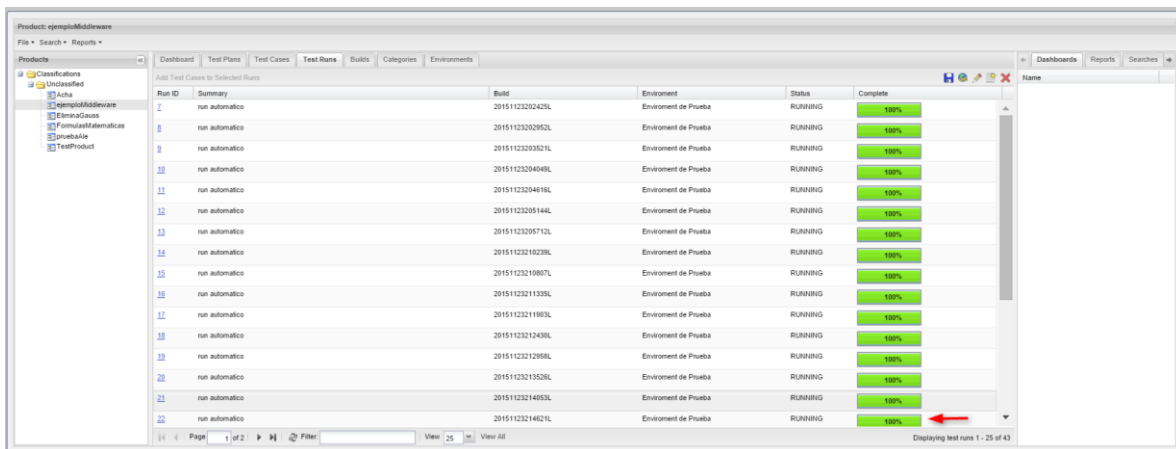 Product: ejemploMiddleware
File Search Reports
Products Dashboard Test Plans Test Cases Test Runs Builds Categories Environments Dashboards Reports Searches
Classifications Add Test Cases to Selected Runs Name
Unclassified
Acha
ejemploMiddleware
EliminaGauss
FormulasMatematicas
pruebaAle
TestProduct
Run ID Summary Build Enviroment Status Complete
7 run automatico 20151123202425L Enviroment de Prueba RUNNING 100%
8 run automatico 20151123202952L Enviroment de Prueba RUNNING 100%
9 run automatico 20151123203521L Enviroment de Prueba RUNNING 100%
10 run automatico 20151123204049L Enviroment de Prueba RUNNING 100%
11 run automatico 20151123204616L Enviroment de Prueba RUNNING 100%
12 run automatico 20151123205144L Enviroment de Prueba RUNNING 100%
13 run automatico 20151123205712L Enviroment de Prueba RUNNING 100%
14 run automatico 20151123210239L Enviroment de Prueba RUNNING 100%
15 run automatico 20151123210807L Enviroment de Prueba RUNNING 100%
16 run automatico 20151123211335L Enviroment de Prueba RUNNING 100%
17 run automatico 20151123211903L Enviroment de Prueba RUNNING 100%
18 run automatico 20151123212430L Enviroment de Prueba RUNNING 100%
19 run automatico 20151123212958L Enviroment de Prueba RUNNING 100%
20 run automatico 20151123213526L Enviroment de Prueba RUNNING 100%
21 run automatico 20151123214053L Enviroment de Prueba RUNNING 100%
22 run automatico 20151123214621L Enviroment de Prueba RUNNING 100%
Page 1 of 2 Filter: View 25 View All Displaying test runs 1 - 25 of 43